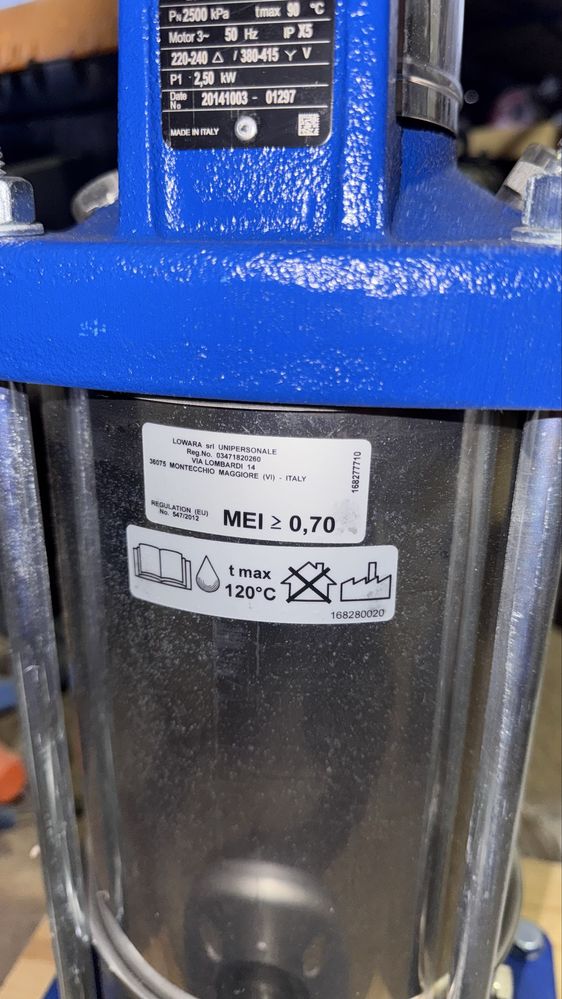 PN 2500 kPa tmax 90 °C
Motor 3~ 50 Hz IP X5
220-240 △ / 380-415 Y V
P1 2,50 kW
Date
No 20141003 - 01297
MADE IN ITALY
LOWARA srl UNIPERSONALE
Reg.No. 03471820260
VIA LOMBARDI 14
36075 MONTECCHIO MAGGIORE (VI) - ITALY
168277710
REGULATION (EU)
No. 547/2012
MEI ≥ 0,70
t max
120°C
168280020